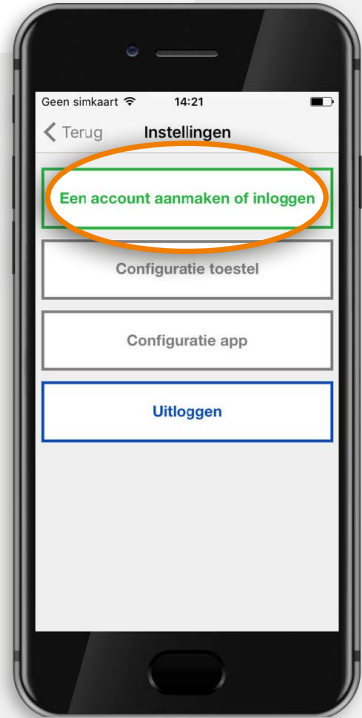 Geen simkaart 14:21
Terug Instellingen
Een account aanmaken of inloggen
Configuratie toestel
Configuratie app
Uitloggen